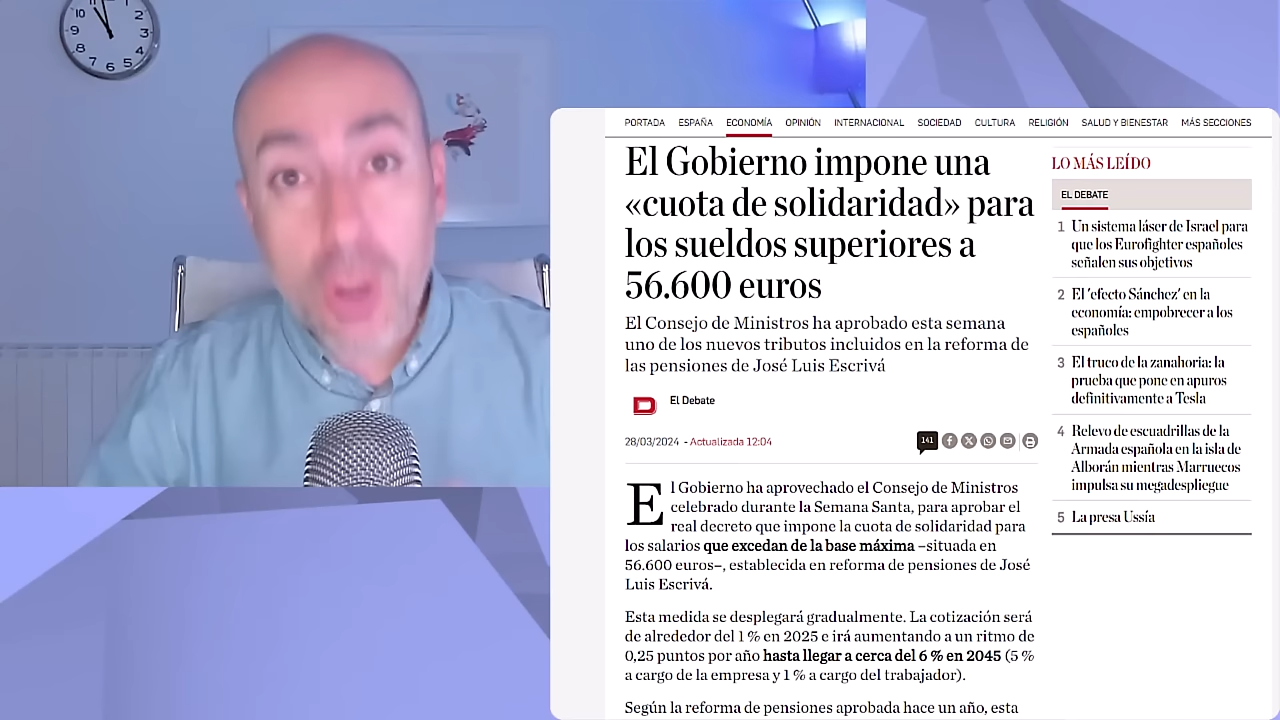 10
2
9
3
8
4
7
6
5
PORTADA ESPAÑA ECONOMÍA OPINIÓN INTERNACIONAL SOCIEDAD CULTURA RELIGIÓN SALUD Y BIENESTAR MÁS SECCIONES
El Gobierno impone una
«cuota de solidaridad» para
los sueldos superiores a
56.600 euros
El Consejo de Ministros ha aprobado esta semana
uno de los nuevos tributos incluidos en la reforma de
las pensiones de José Luis Escrivá
El Debate
28/03/2024 - Actualizada 12:04
141
El Gobierno ha aprovechado el Consejo de Ministros
celebrado durante la Semana Santa, para aprobar el
real decreto que impone la cuota de solidaridad para
los salarios que excedan de la base máxima –situada en
56.600 euros–, establecida en reforma de pensiones de José
Luis Escrivá.
Esta medida se desplegará gradualmente. La cotización será
de alrededor del 1 % en 2025 e irá aumentando a un ritmo de
0,25 puntos por año hasta llegar a cerca del 6 % en 2045 (5 %
a cargo de la empresa y 1 % a cargo del trabajador).
Según la reforma de pensiones aprobada hace un año, esta
LO MÁS LEÍDO
EL DEBATE
1 Un sistema láser de Israel para
que los Eurofighter españoles
señalen sus objetivos
2 El 'efecto Sánchez' en la
economía: empobrecer a los
españoles
3 El truco de la zanahoria: la
prueba que pone en apuros
definitivamente a Tesla
4 Relevo de escuadrillas de la
Armada española en la isla de
Alborán mientras Marruecos
impulsa su megadespliegue
5 La presa Ussía